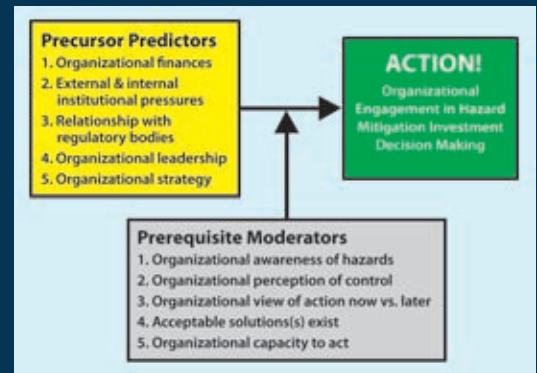 Precursor Predictors
1. Organizational finances
2. External & internal
institutional pressures
3. Relationship with
regulatory bodies
4. Organizational leadership
5. Organizational strategy
ACTION!
Organizational
Engagement in Hazard
Mitigation Investment
Decision Making
Prerequisite Moderators
1. Organizational awareness of hazards
2. Organizational perception of control
3. Organizational view of action now vs. later
4. Acceptable solutions(s) exist
5. Organizational capacity to act